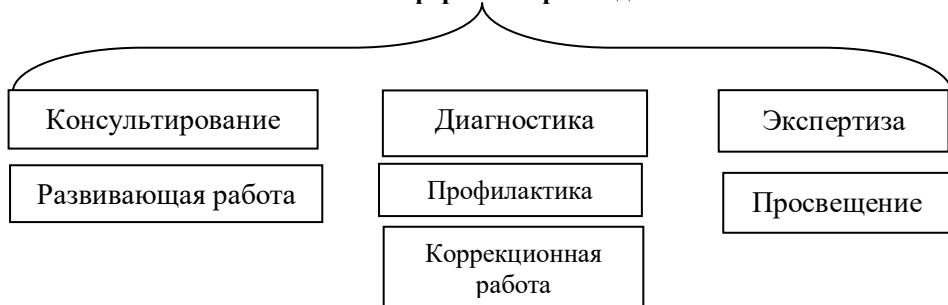 Консультирование
Диагностика
Экспертиза
Развивающая работа
Профилактика
Просвещение
Коррекционная
работа